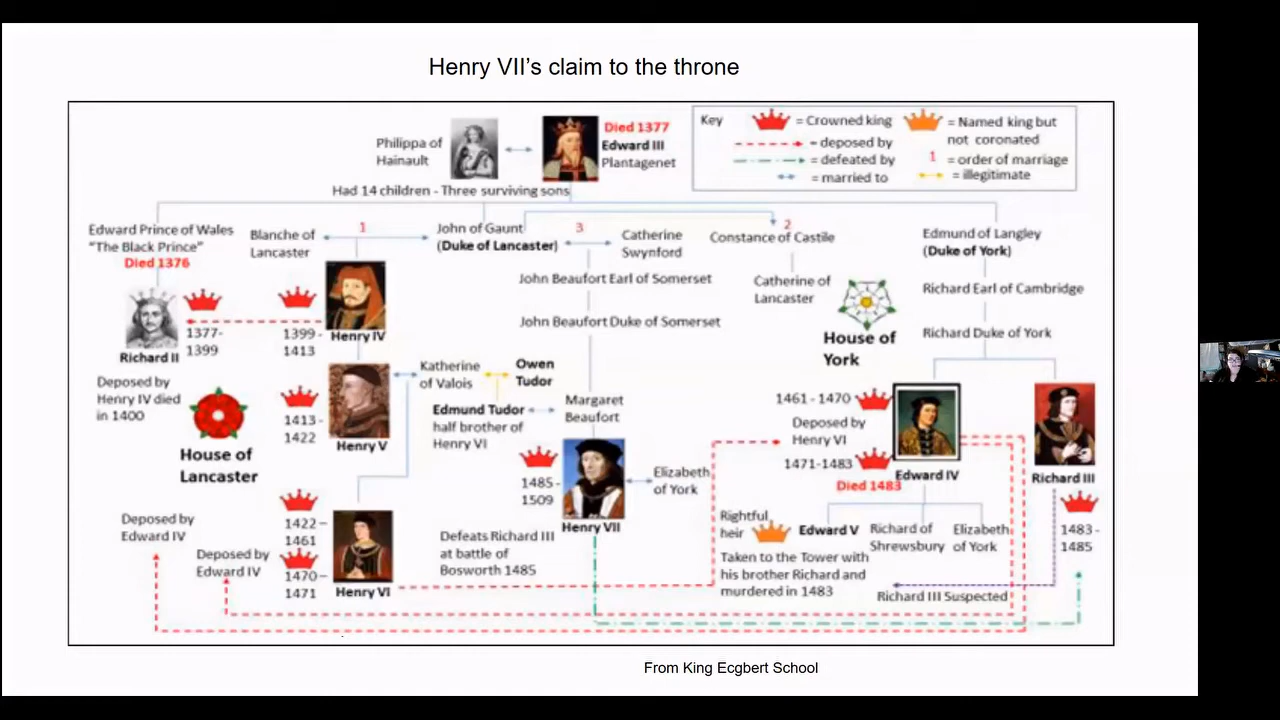 Henry VII's claim to the throne
Key
= Crowned king
= Named king but
not coronated
= deposed by
1 = order of marriage
= defeated by
= illegitimate
= married to
Philippa of
Hainault
Died 1377
Edward III
Plantagenet
Had 14 children - Three surviving sons
Edward Prince of Wales
"The Black Prince"
Died 1376
Blanche of
Lancaster
1
John of Gaunt
(Duke of Lancaster)
3
Catherine
Swynford
2
Constance of Castile
Edmund of Langley
(Duke of York)
John Beaufort Earl of Somerset
Catherine of
Lancaster
Richard Earl of Cambridge
John Beaufort Duke of Somerset
Richard Duke of York
House of
York
1377-
1399
Richard II
1399-
1413
Henry IV
Deposed by
Henry IV died
in 1400
House of
Lancaster
1413-
1422
Henry V
Katherine
of Valois
Owen
Tudor
Edmund Tudor
half brother of
Henry VI
Margaret
Beaufort
1485-
1509
Henry VII
Elizabeth
of York
1461-1470
Deposed by
Henry VI
1471-1483
Died 1483
Edward IV
Richard III
1483-
1485
Deposed by
Edward IV
Deposed by
Edward IV
1422–
1461
1470–
1471
Henry VI
Defeats Richard III
at battle of
Bosworth 1485
Rightful
heir
Edward V
Richard of
Shrewsbury
Elizabeth
of York
Taken to the Tower with
his brother Richard and
murdered in 1483
Richard III Suspected
From King Ecgbert School